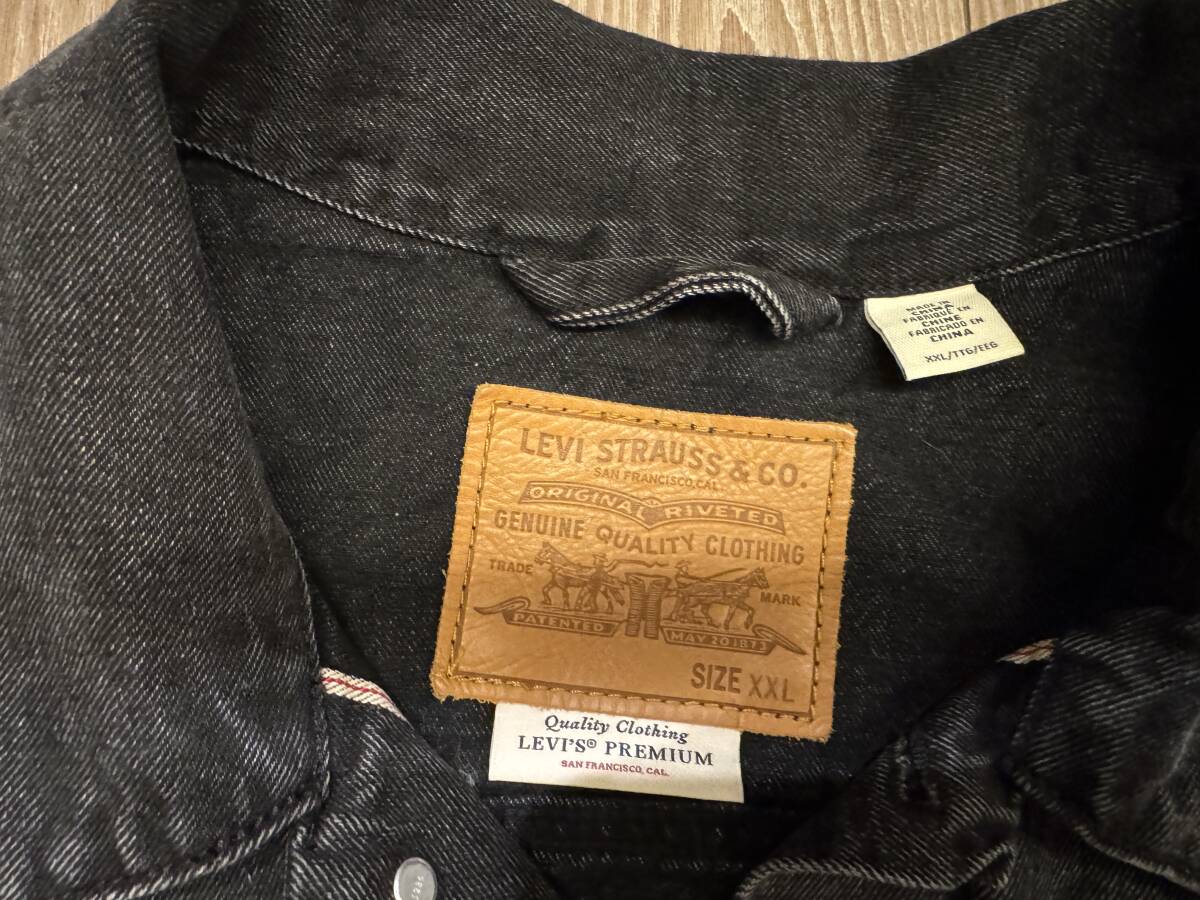 MADE IN
CHINA
FABRIQUÉ EN
CHINE
FABRICADO EN
CHINA
XXL/TTG/EEG
LEVI STRAUSS & CO.
SAN FRANCISCO, CAL.
ORIGINAL RIVETED
GENUINE QUALITY CLOTHING
TRADE MARK
PATENTED MAY 20 1873
SIZE XXL
Quality Clothing
LEVI'S® PREMIUM
SAN FRANCISCO, CAL.